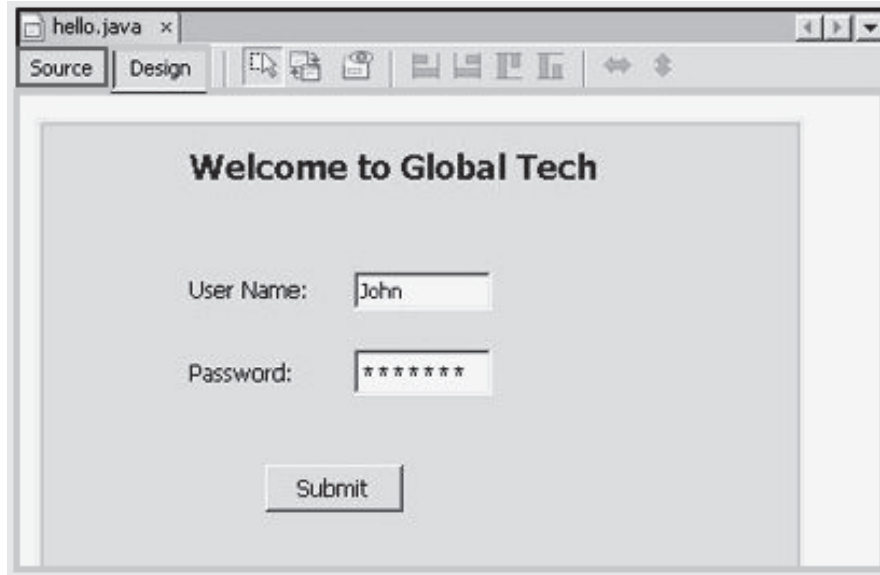 hello.java ×
Source Design
Welcome to Global Tech
User Name: John
Password: *******
Submit